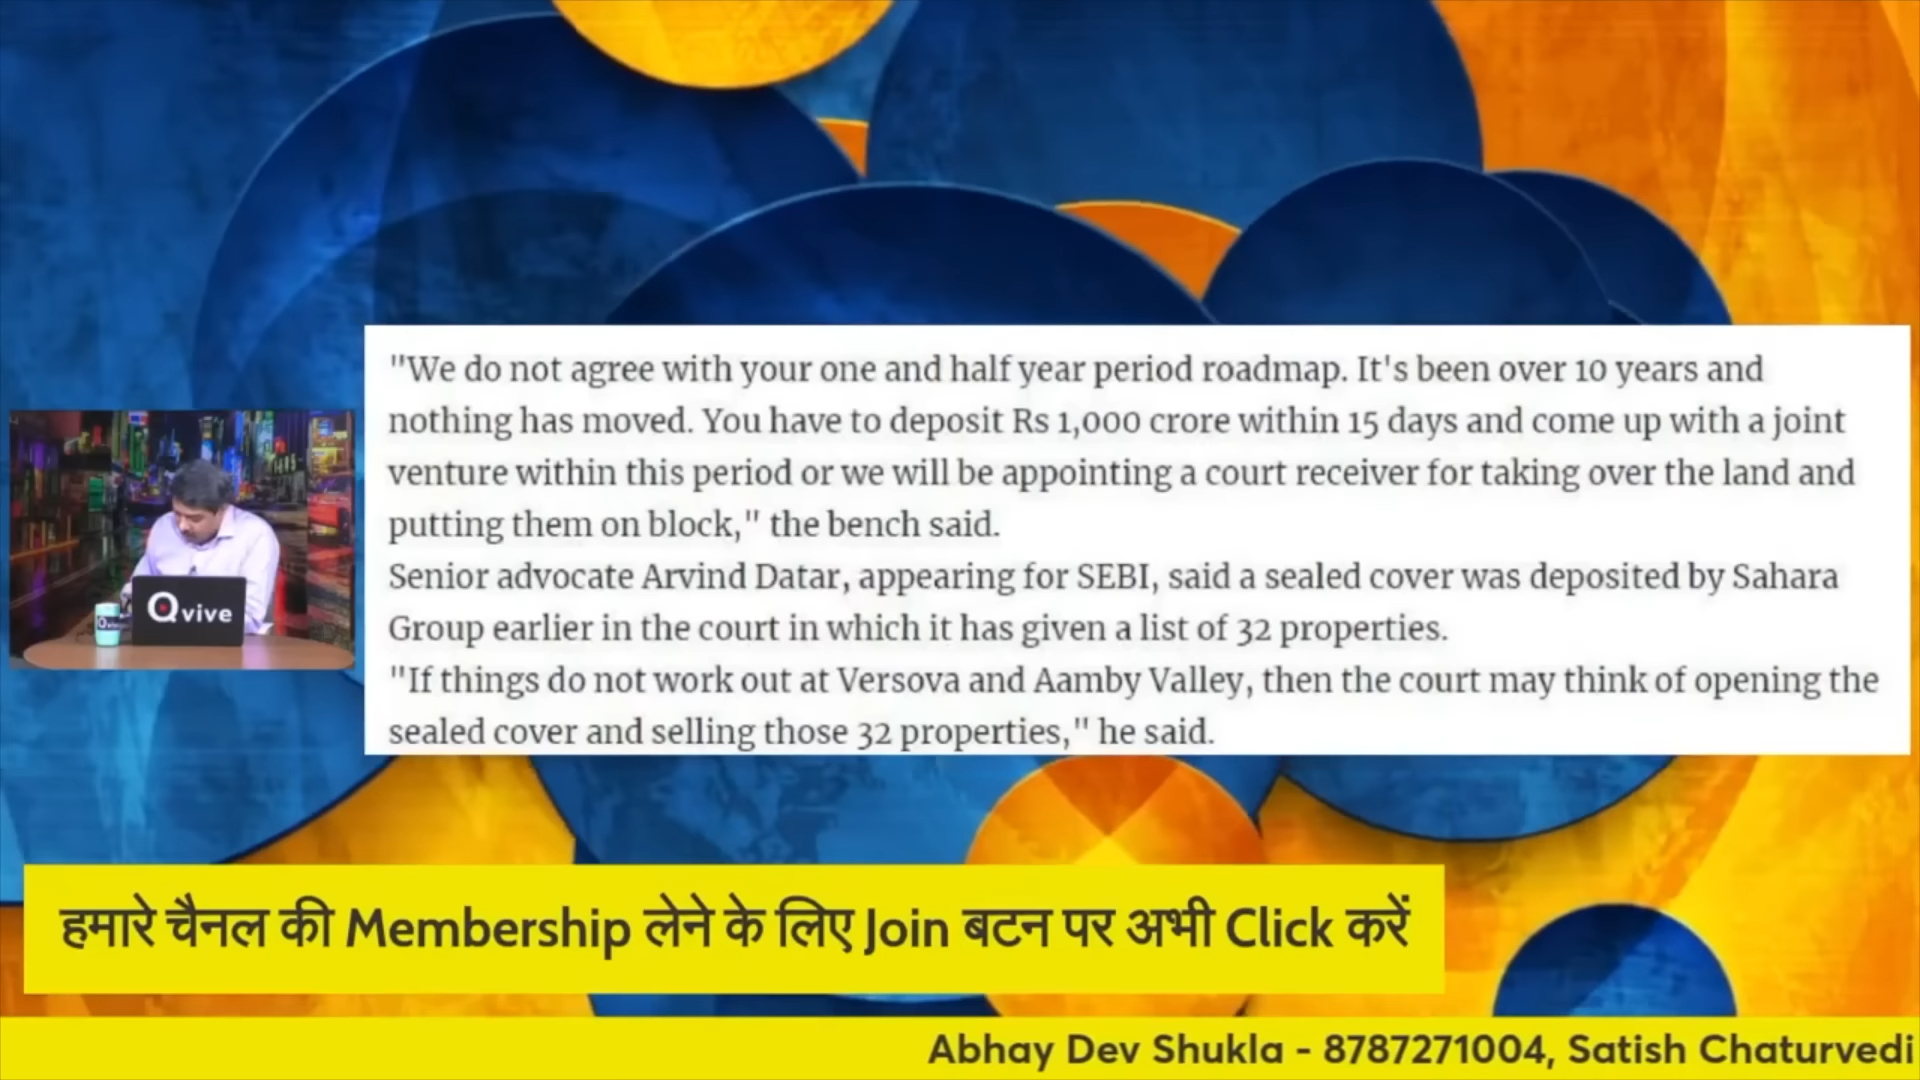 "We do not agree with your one and half year period roadmap. It's been over 10 years and
nothing has moved. You have to deposit Rs 1,000 crore within 15 days and come up with a joint
venture within this period or we will be appointing a court receiver for taking over the land and
putting them on block," the bench said.
Senior advocate Arvind Datar, appearing for SEBI, said a sealed cover was deposited by Sahara
Group earlier in the court in which it has given a list of 32 properties.
"If things do not work out at Versova and Aamby Valley, then the court may think of opening the
sealed cover and selling those 32 properties," he said.
Qvive
हमारे चैनल की Membership लेने के लिए Join बटन पर अभी Click करें
Abhay Dev Shukla - 8787271004, Satish Chaturvedi